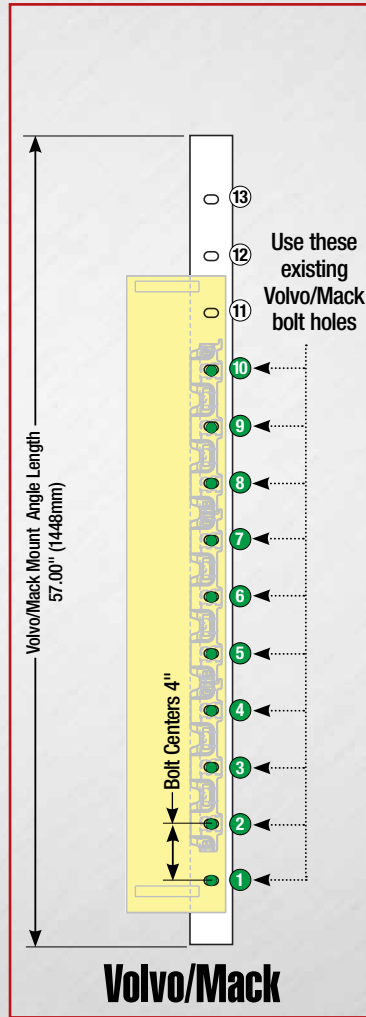 13
12
Use these
existing
Volvo/Mack
bolt holes
11
10
9
8
7
6
5
4
3
2
1
Volvo/Mack Mount Angle Length
57.00" (1448mm)
Bolt Centers 4"
Volvo/Mack